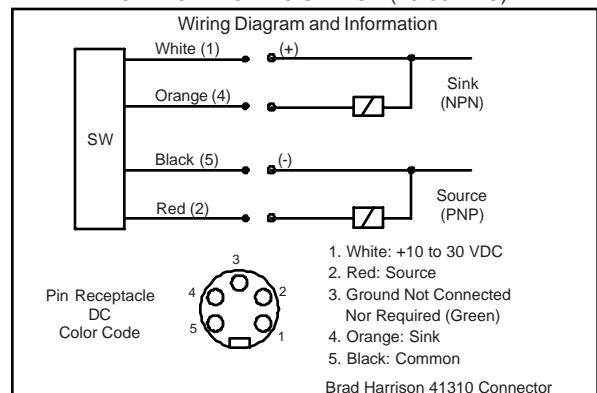 Wiring Diagram and Information
White (1)
(+)
Sink
(NPN)
Orange (4)
SW
Black (5)
(-)
Source
(PNP)
Red (2)
3
4
2
5
1
Pin Receptacle
DC
Color Code
1. White: +10 to 30 VDC
2. Red: Source
3. Ground Not Connected
Nor Required (Green)
4. Orange: Sink
5. Black: Common
Brad Harrison 41310 Connector